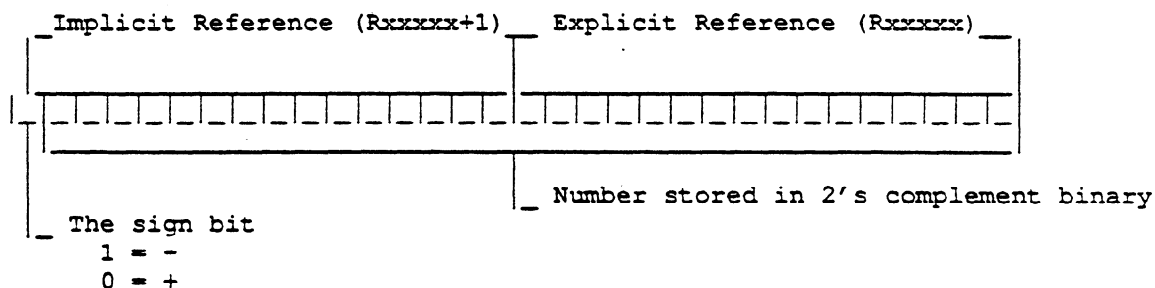 Implicit Reference (Rxxxxx+1) Explicit Reference (Rxxxxx)
Number stored in 2's complement binary
The sign bit
1 = -
0 = +